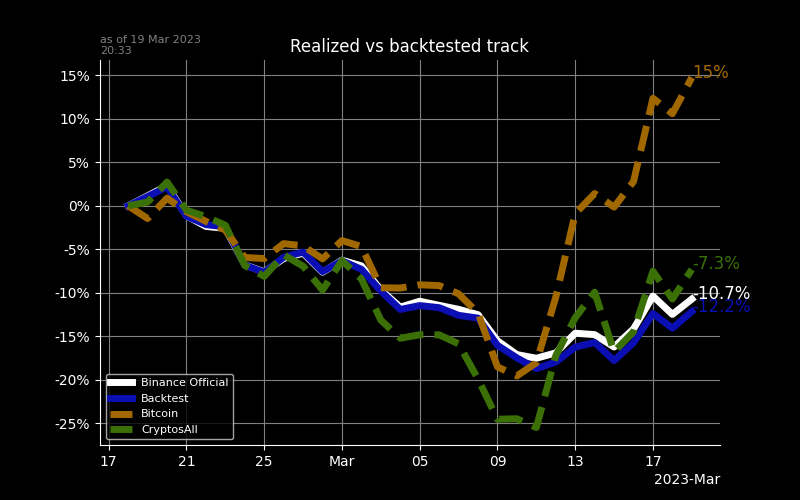 as of 19 Mar 2023
20:33
Realized vs backtested track
15%
10%
5%
0%
-5%
-10%
-15%
-20%
-25%
15%
-7.3%
-10.7%
-12.2%
Binance Official
Backtest
Bitcoin
CryptosAll
17 21 25 Mar 05 09 13 17
2023-Mar